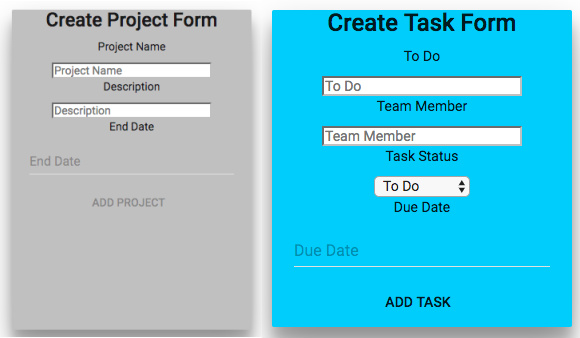 Create Project Form
Project Name
Project Name
Description
Description
End Date
End Date
ADD PROJECT
Create Task Form
To Do
To Do
Team Member
Team Member
Task Status
To Do
Due Date
Due Date
ADD TASK